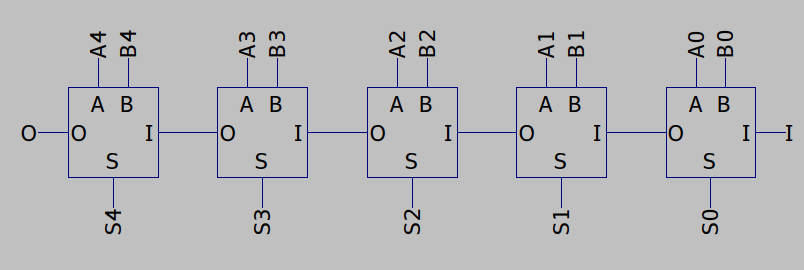 A4 B4 A3 B3 A2 B2 A1 B1 A0 B0
A B A B A B A B A B
O O I O I O I O I O I I
S S S S S
S4 S3 S2 S1 S0